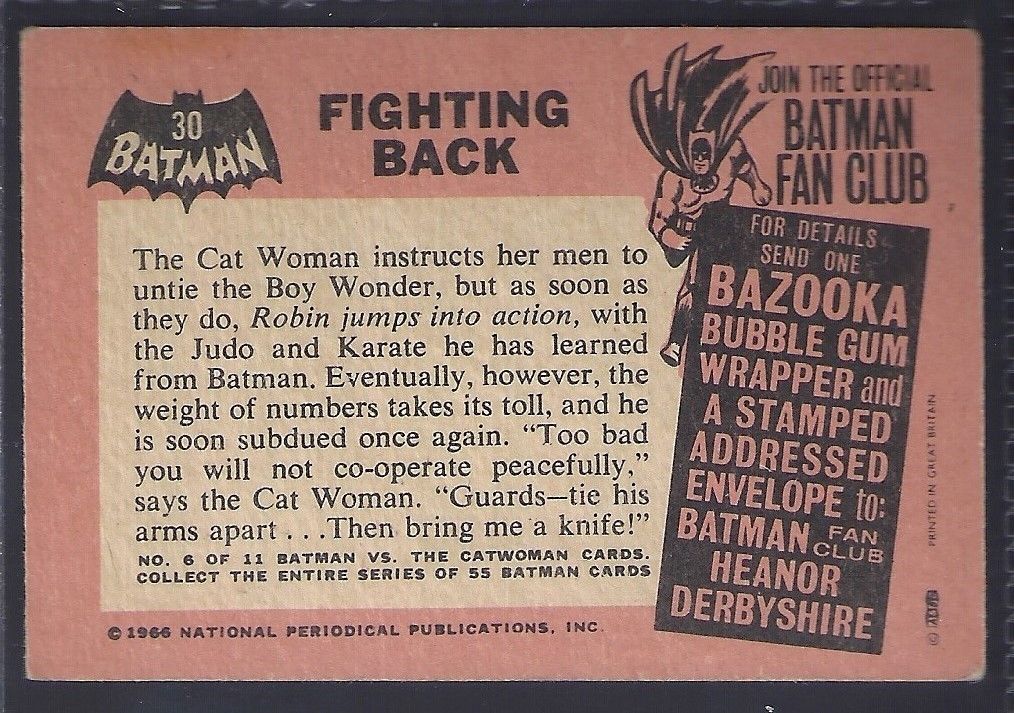 30
BATMAN
FIGHTING
BACK
The Cat Woman instructs her men to
untie the Boy Wonder, but as soon as
they do, Robin jumps into action, with
the Judo and Karate he has learned
from Batman. Eventually, however, the
weight of numbers takes its toll, and he
is soon subdued once again. “Too bad
you will not co-operate peacefully,”
says the Cat Woman. “Guards—tie his
arms apart . . .Then bring me a knife!”
NO. 6 OF 11 BATMAN VS. THE CATWOMAN CARDS.
COLLECT THE ENTIRE SERIES OF 55 BATMAN CARDS
© 1966 NATIONAL PERIODICAL PUBLICATIONS, INC.
JOIN THE OFFICIAL
BATMAN
FAN CLUB
FOR DETAILS
SEND ONE
BAZOOKA
BUBBLE GUM
WRAPPER and
A STAMPED
ADDRESSED
ENVELOPE to:
BATMAN FAN CLUB
HEANOR
DERBYSHIRE
PRINTED IN GREAT BRITAIN
© A&BC